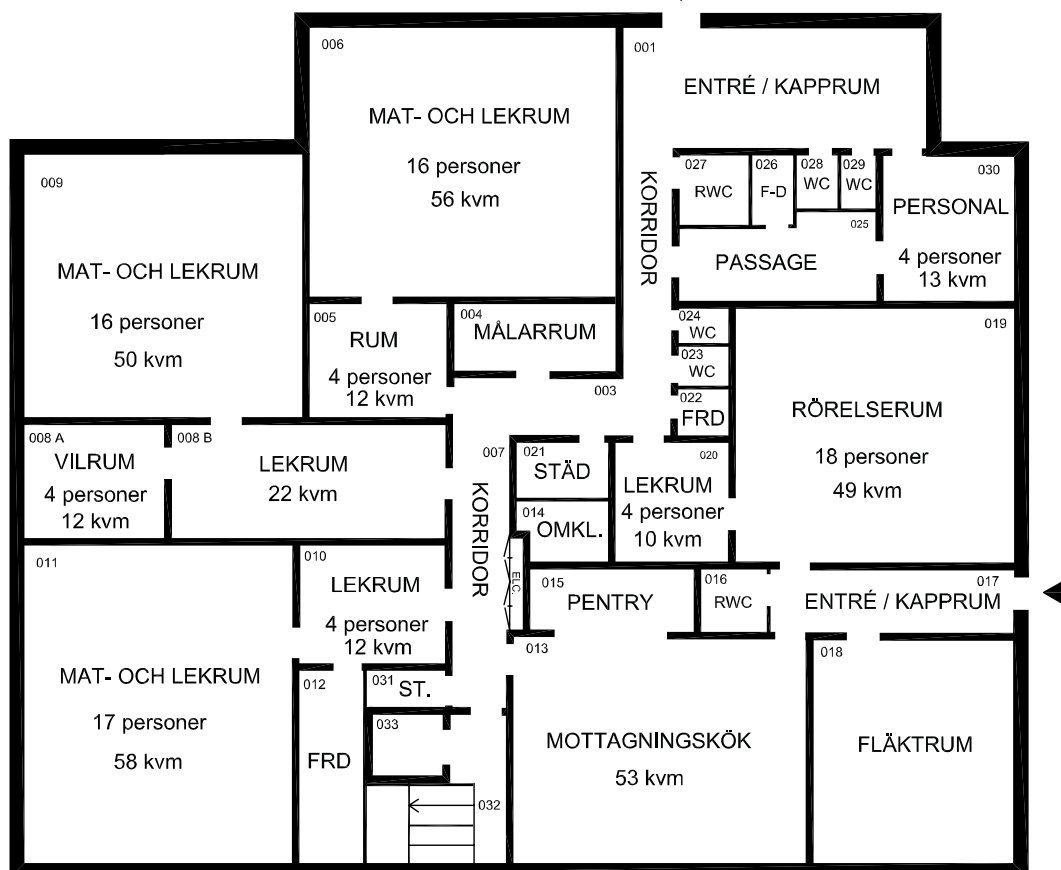 006
MAT- OCH LEKRUM
16 personer
56 kvm
001
ENTRÉ / KAPPRUM
009
MAT- OCH LEKRUM
16 personer
50 kvm
KORRIDOR
027
RWC
026
F-D
028
WC
029
WC
030
PERSONAL
4 personer
13 kvm
025
PASSAGE
005
RUM
4 personer
12 kvm
004
MÅLARRUM
003
024
WC
023
WC
022
FRD
019
RÖRELSERUM
18 personer
49 kvm
008 A
VILRUM
4 personer
12 kvm
008 B
LEKRUM
22 kvm
007
KORRIDOR
021
STÄD
014
OMKL.
ELC.
020
LEKRUM
4 personer
10 kvm
011
MAT- OCH LEKRUM
17 personer
58 kvm
010
LEKRUM
4 personer
12 kvm
015
PENTRY
016
RWC
017
ENTRÉ / KAPPRUM
012
FRD
031
ST.
033
032
013
MOTTAGNINGSKÖK
53 kvm
018
FLÄKTRUM